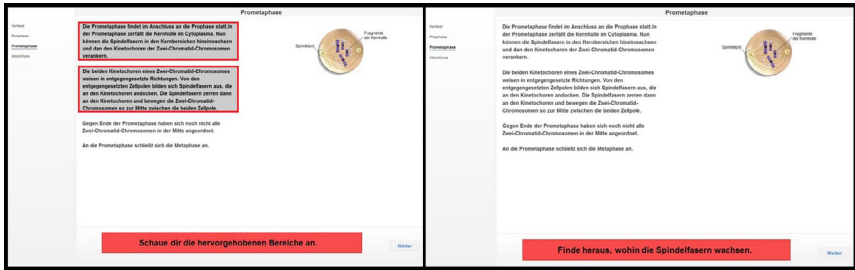 Prometaphase
Vortest
Prophase
Prometaphase
Abschluss
Die Prometaphase findet im Anschluss an die Prophase statt.In
der Prometaphase zerfällt die Kernhülle im Cytoplasma. Nun
können die Spindelfasern in den Kernbereichen hineinwachsen
und dan den Kinetochoren der Zwei-Chromatid-Chromosomen
verankern.
Die beiden Kinetochoren eines Zwei-Chromatid-Chromosomes
weisen in entgegengesetzte Richtungen. Von den
entgegengesetzten Zellpolen bilden sich Spindelfasern aus, die
an den Kinetochoren andocken. Die Spindelfasern zerren dann
an den Kinetochoren und bewegen die Zwei-Chromatid-
Chromosomen so zur Mitte zwischen die beiden Zellpole.
Gegen Ende der Prometaphase haben sich noch nicht alle
Zwei-Chromatid-Chromosomen in der Mitte angeordnet.
An die Prometaphase schließt sich die Metaphase an.
Spindelpol
Fragmente
der Kernhülle
Schaue dir die hervorgehobenen Bereiche an.
Weiter
Prometaphase
Vortest
Prophase
Prometaphase
Abschluss
Die Prometaphase findet im Anschluss an die Prophase statt.In
der Prometaphase zerfällt die Kernhülle im Cytoplasma. Nun
können die Spindelfasern in den Kernbereichen hineinwachsen
und dan den Kinetochoren der Zwei-Chromatid-Chromosomen
verankern.
Die beiden Kinetochoren eines Zwei-Chromatid-Chromosomes
weisen in entgegengesetzte Richtungen. Von den
entgegengesetzten Zellpolen bilden sich Spindelfasern aus, die
an den Kinetochoren andocken. Die Spindelfasern zerren dann
an den Kinetochoren und bewegen die Zwei-Chromatid-
Chromosomen so zur Mitte zwischen die beiden Zellpole.
Gegen Ende der Prometaphase haben sich noch nicht alle
Zwei-Chromatid-Chromosomen in der Mitte angeordnet.
An die Prometaphase schließt sich die Metaphase an.
Spindelpol
Fragmente
der Kernhülle
Finde heraus, wohin die Spindelfasern wachsen.
Weiter